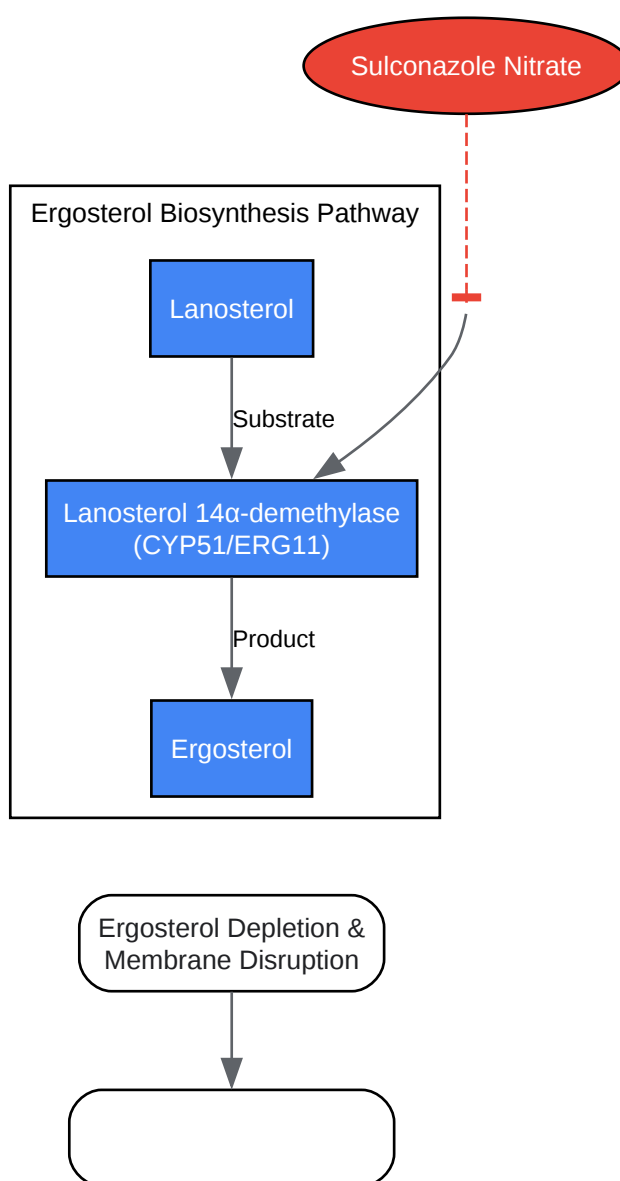 Sulconazole Nitrate
Ergosterol Biosynthesis Pathway
Lanosterol
Substrate
Lanosterol 14α-demethylase
(CYP51/ERG11)
Product
Ergosterol
Ergosterol Depletion &
Membrane Disruption